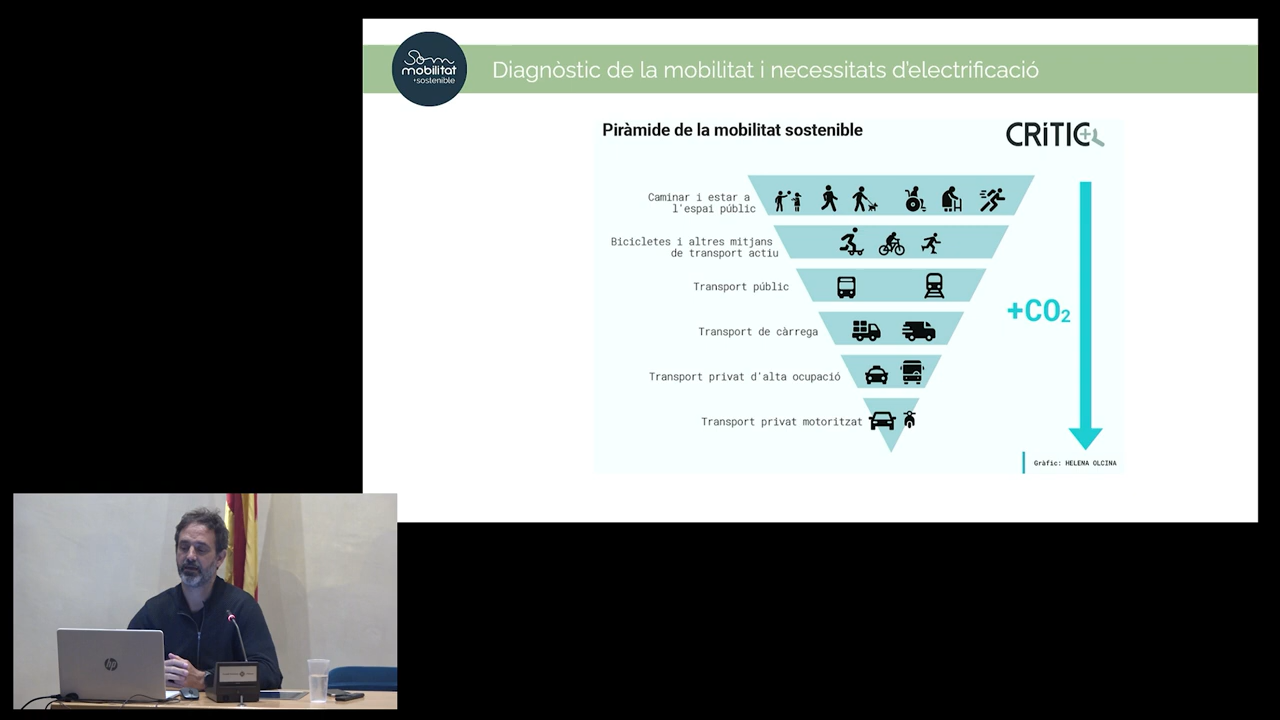 Som
mobilitat
+sostenible
Diagnòstic de la mobilitat i necessitats d'electrificació
Piràmide de la mobilitat sostenible
CRÍTIC
Caminar i estar a
l'espai públic
Bicicletes i altres mitjans
de transport actiu
Transport públic
Transport de càrrega
Transport privat d'alta ocupació
Transport privat motoritzat
+CO₂
Gràfic: HELENA OLCINA
hp